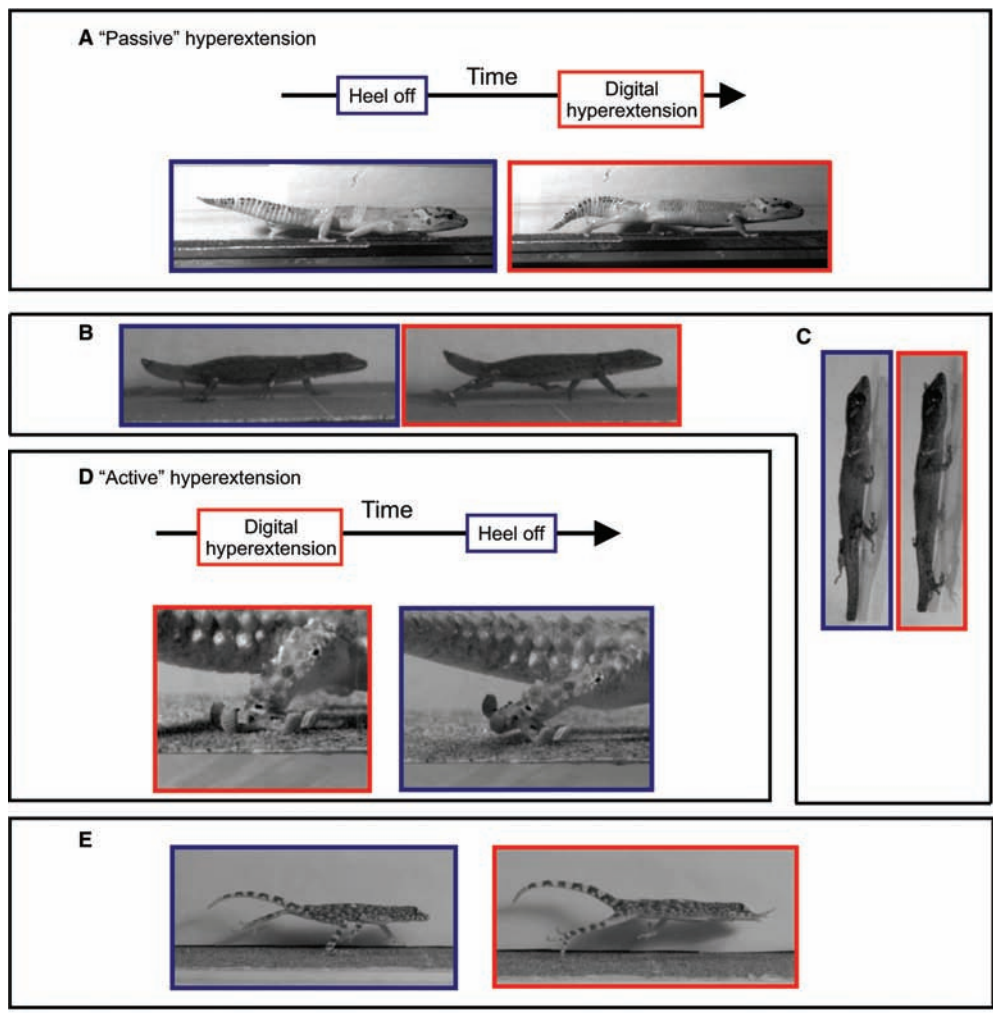 A “Passive” hyperextension
Time
Heel off
Digital
hyperextension
B
C
D “Active” hyperextension
Time
Digital
hyperextension
Heel off
E